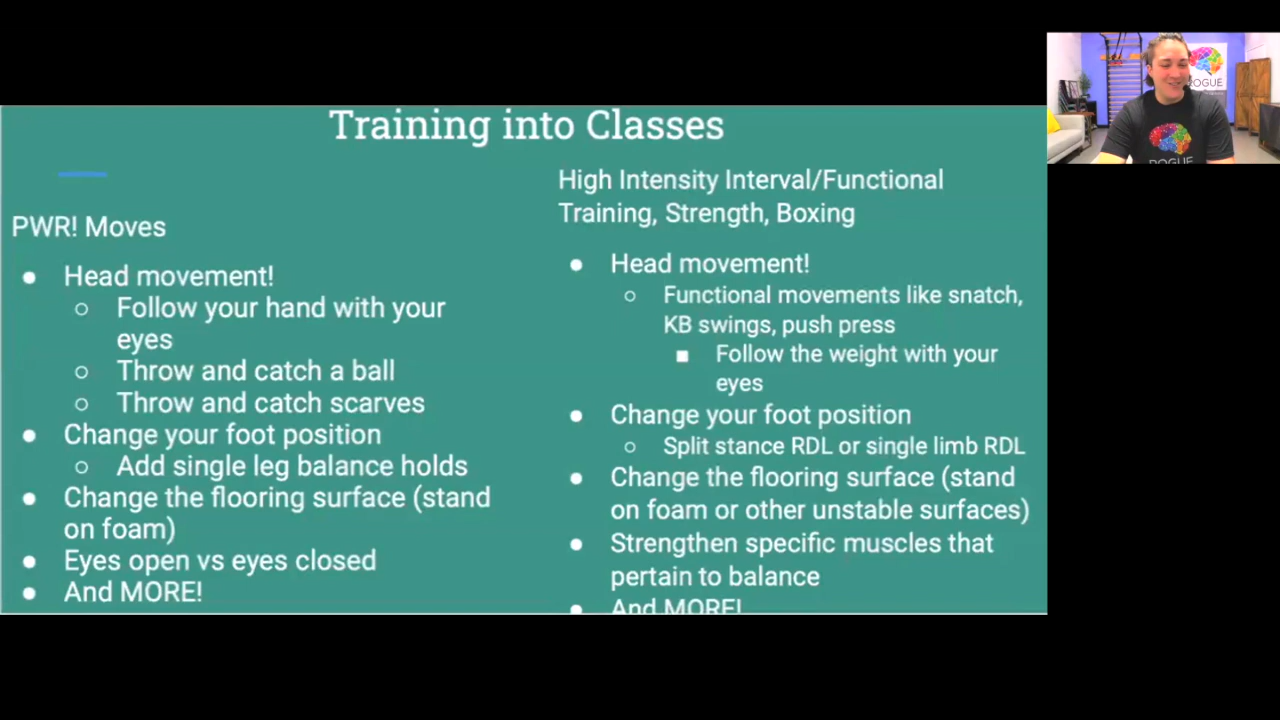 Training into Classes
PWR! Moves
● Head movement!
○ Follow your hand with your
eyes
○ Throw and catch a ball
○ Throw and catch scarves
● Change your foot position
○ Add single leg balance holds
● Change the flooring surface (stand
on foam)
● Eyes open vs eyes closed
● And MORE!
High Intensity Interval/Functional
Training, Strength, Boxing
● Head movement!
○ Functional movements like snatch,
KB swings, push press
■ Follow the weight with your
eyes
● Change your foot position
○ Split stance RDL or single limb RDL
● Change the flooring surface (stand
on foam or other unstable surfaces)
● Strengthen specific muscles that
pertain to balance
● And MORE!
ROGUE
ROGUE